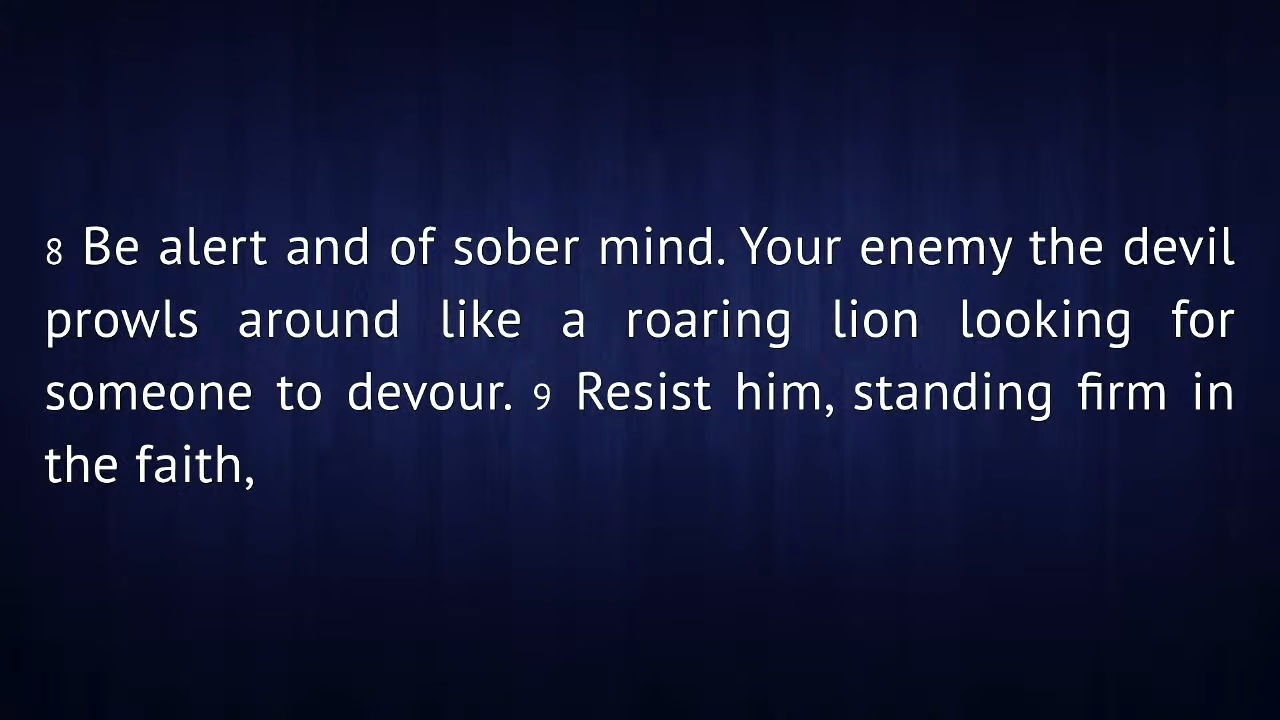 8 Be alert and of sober mind. Your enemy the devil
prowls around like a roaring lion looking for
someone to devour. 9 Resist him, standing firm in
the faith,